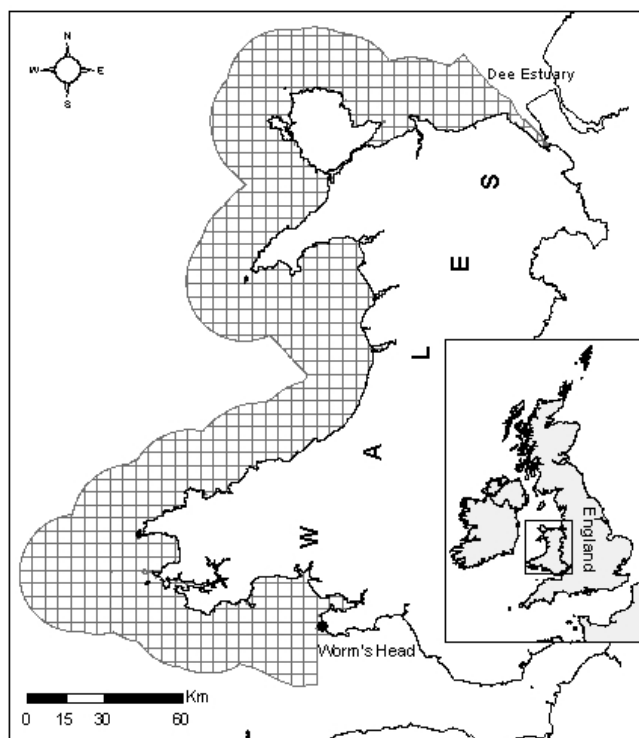 N
W E
S
Dee Estuary
W A L E S
Worm's Head
Km
0 15 30 60
England